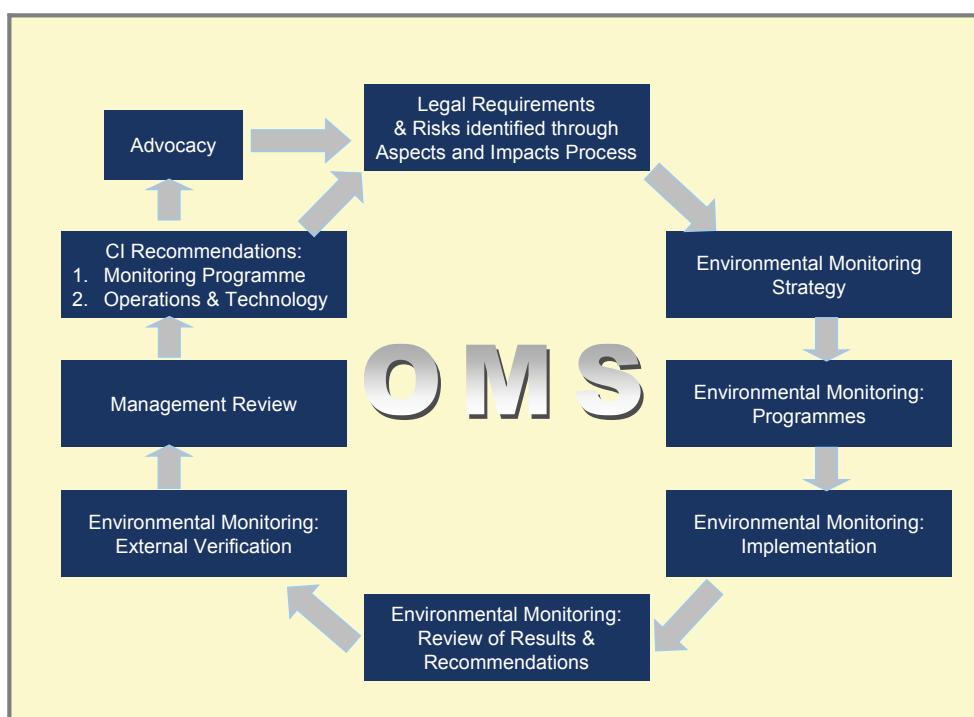 Legal Requirements
& Risks identified through
Aspects and Impacts Process
Advocacy
CI Recommendations:
1. Monitoring Programme
2. Operations & Technology
Environmental Monitoring
Strategy
OMS
Management Review
Environmental Monitoring:
Programmes
Environmental Monitoring:
External Verification
Environmental Monitoring:
Implementation
Environmental Monitoring:
Review of Results &
Recommendations